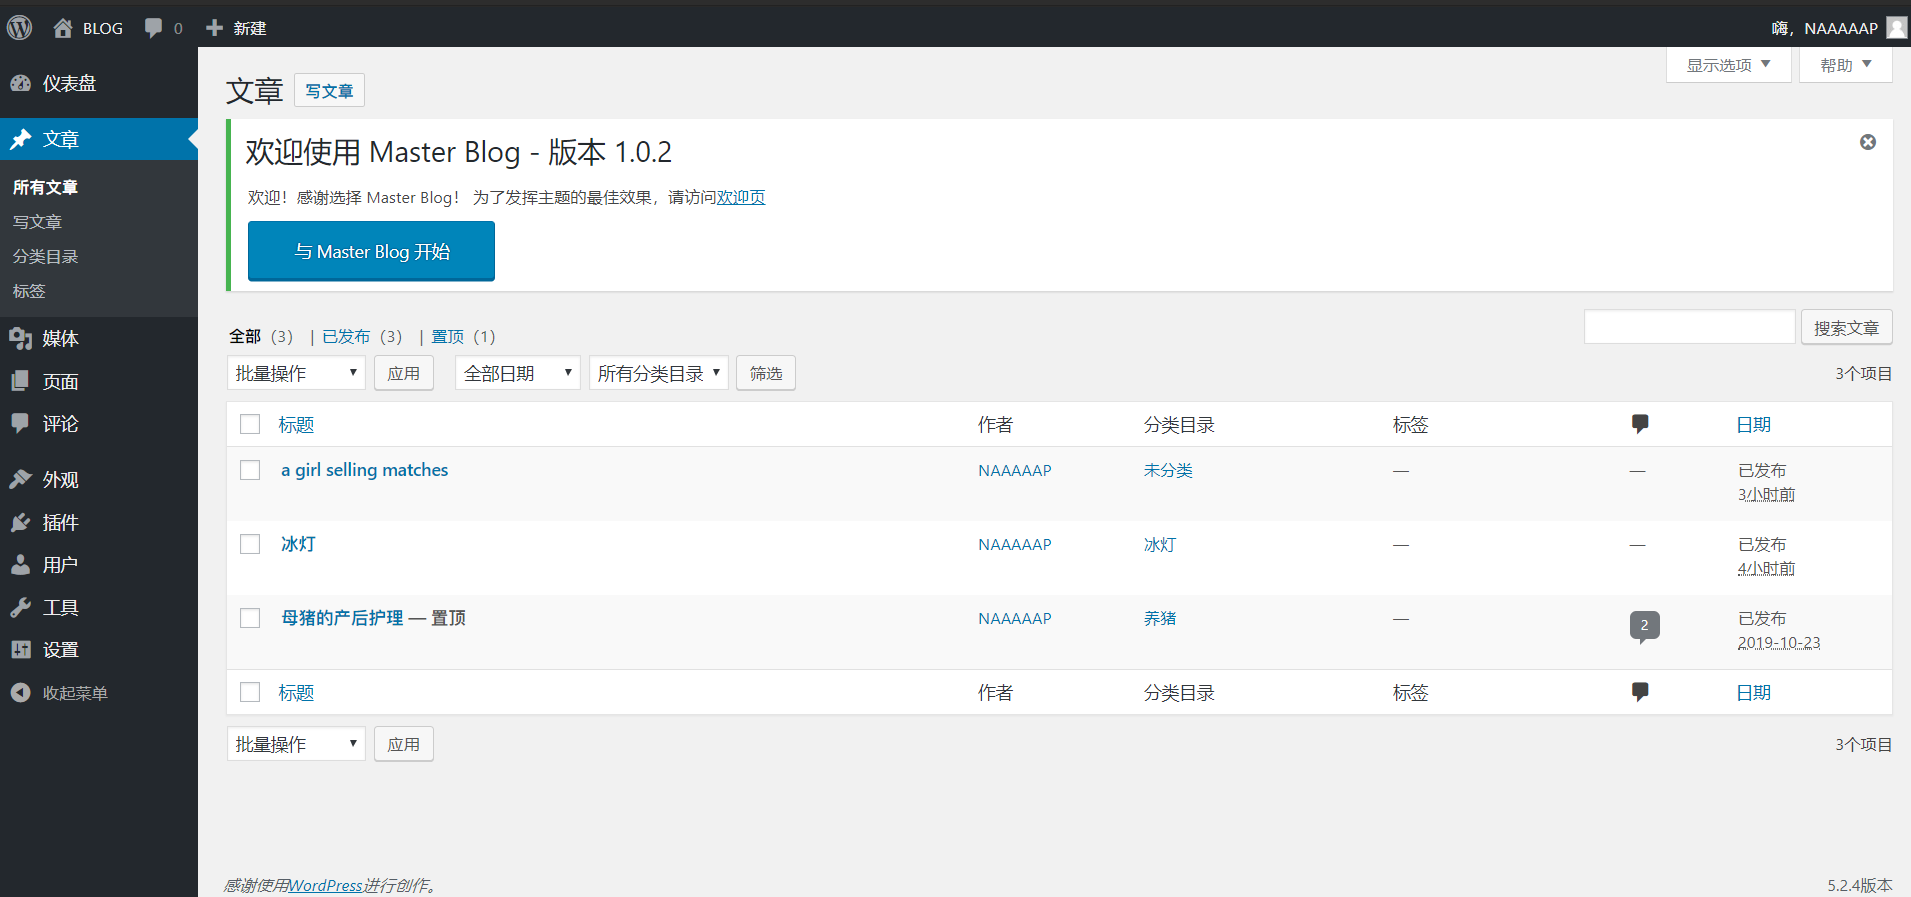 BLOG 0 新建 嗨，NAAAAAP
仪表盘
文章
所有文章
写文章
分类目录
标签
媒体
页面
评论
外观
插件
用户
工具
设置
收起菜单
显示选项 帮助
文章 写文章
欢迎使用 Master Blog - 版本 1.0.2
欢迎！感谢选择 Master Blog！ 为了发挥主题的最佳效果，请访问欢迎页
与 Master Blog 开始
全部（3） | 已发布（3） | 置顶（1）
搜索文章
批量操作 应用 全部日期 所有分类目录 筛选 3个项目
标题 作者 分类目录 标签 日期
a girl selling matches NAAAAAP 未分类 — — 已发布
3小时前
冰灯 NAAAAAP 冰灯 — — 已发布
4小时前
母猪的产后护理 — 置顶 NAAAAAP 养猪 — 2 已发布
2019-10-23
标题 作者 分类目录 标签 日期
批量操作 应用 3个项目
感谢使用WordPress进行创作。 5.2.4版本